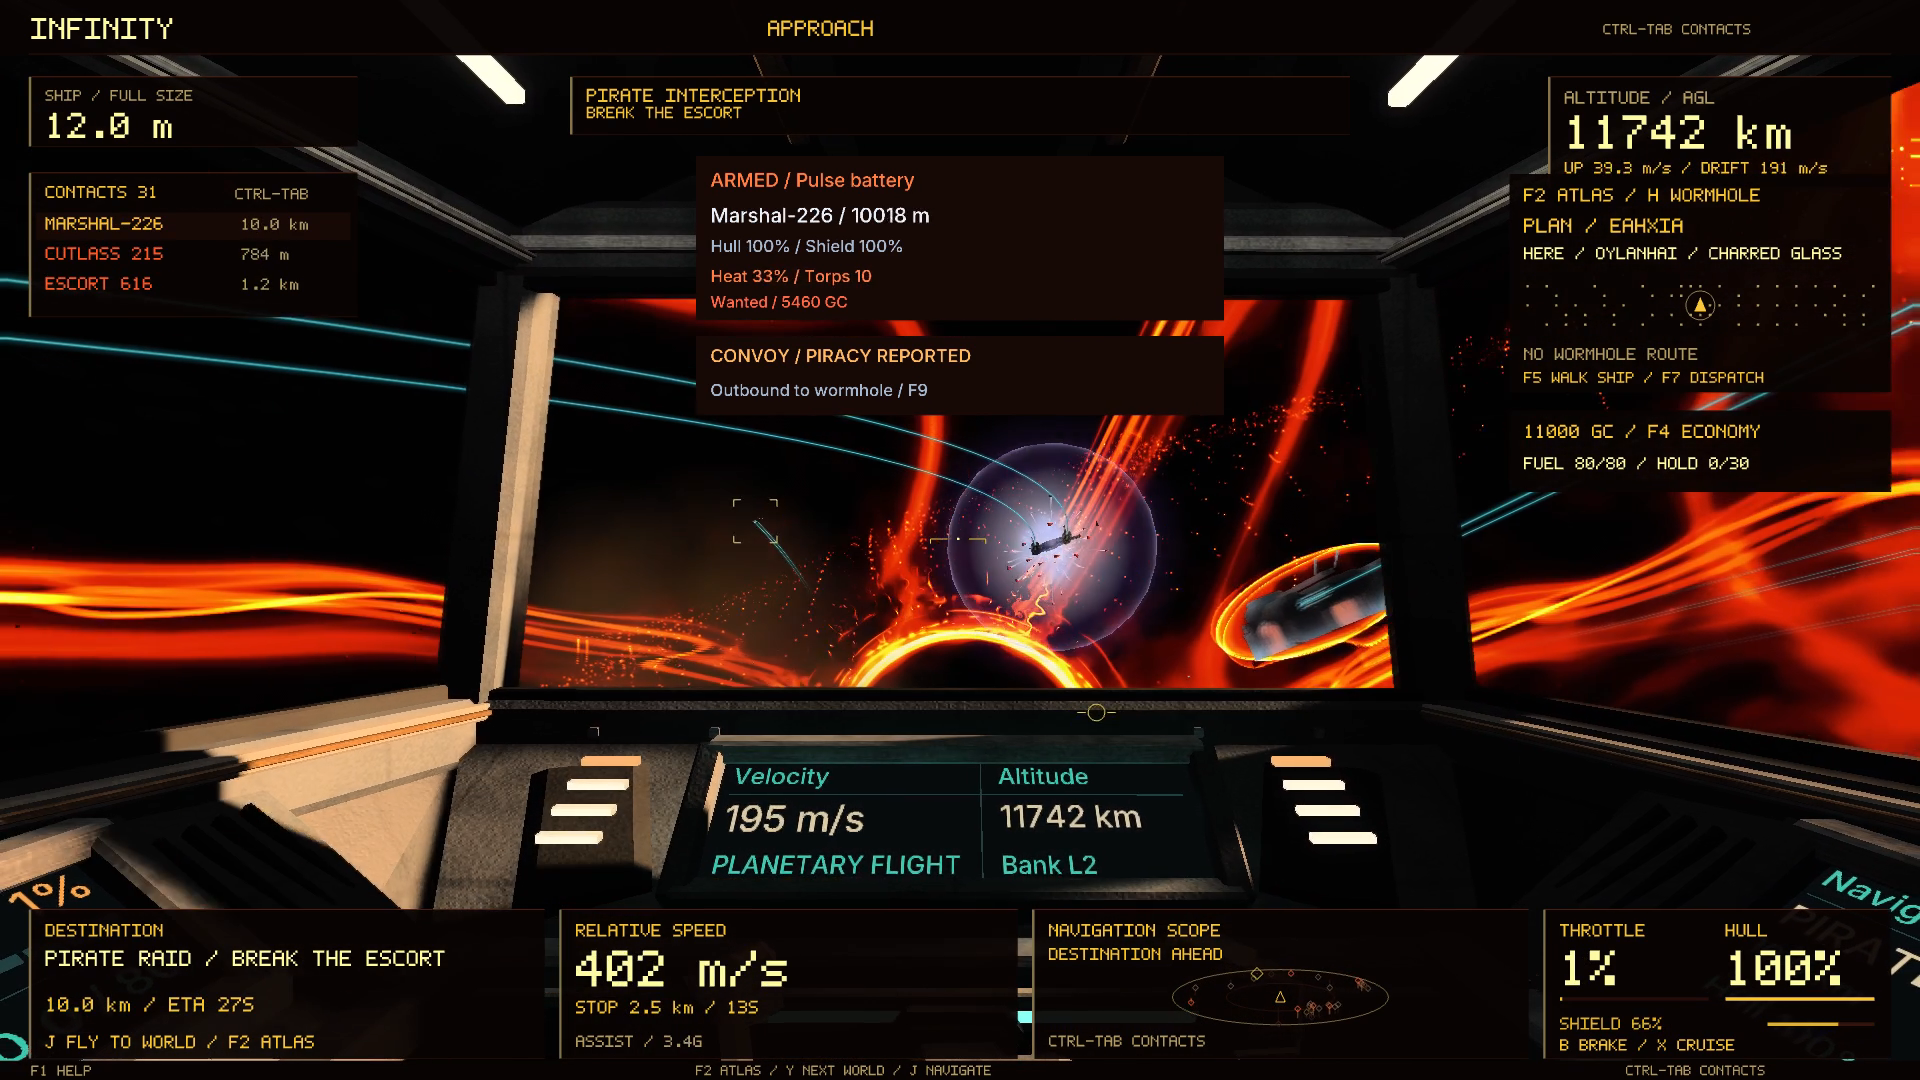 INFINITY
APPROACH
CTRL-TAB CONTACTS
SHIP / FULL SIZE
12.0 m
PIRATE INTERCEPTION
BREAK THE ESCORT
ALTITUDE / AGL
11742 km
UP 39.3 m/s / DRIFT 191 m/s
CONTACTS 31 CTRL-TAB
MARSHAL-226 10.0 km
CUTLASS 215 784 m
ESCORT 616 1.2 km
ARMED / Pulse battery
Marshal-226 / 10018 m
Hull 100% / Shield 100%
Heat 33% / Torps 10
Wanted / 5460 GC
CONVOY / PIRACY REPORTED
Outbound to wormhole / F9
F2 ATLAS / H WORMHOLE
PLAN / EAHXIA
HERE / OYLANHAI / CHARRED GLASS
NO WORMHOLE ROUTE
F5 WALK SHIP / F7 DISPATCH
11000 GC / F4 ECONOMY
FUEL 80/80 / HOLD 0/30
Velocity
195 m/s
PLANETARY FLIGHT
Altitude
11742 km
Bank L2
1%
DESTINATION
PIRATE RAID / BREAK THE ESCORT
10.0 km / ETA 27S
J FLY TO WORLD / F2 ATLAS
RELATIVE SPEED
402 m/s
STOP 2.5 km / 13S
ASSIST / 3.4G
NAVIGATION SCOPE
DESTINATION AHEAD
CTRL-TAB CONTACTS
THROTTLE
1%
HULL
100%
SHIELD 66%
B BRAKE / X CRUISE
F1 HELP
F2 ATLAS / Y NEXT WORLD / J NAVIGATE
CTRL-TAB CONTACTS